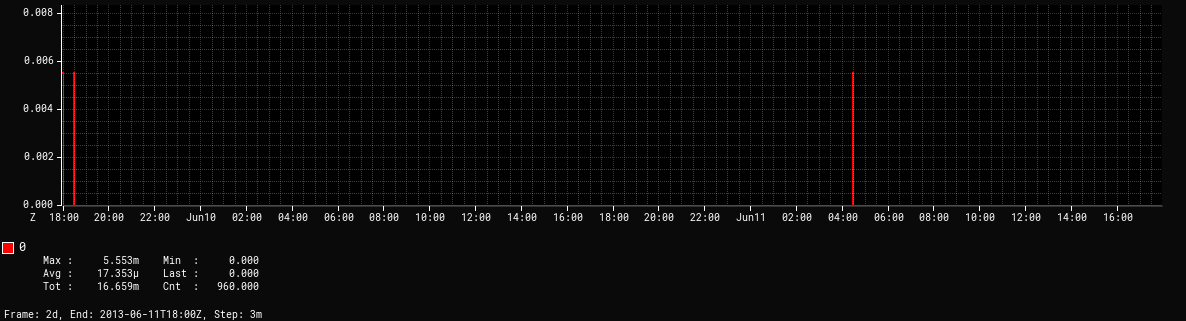 0.008
0.006
0.004
0.002
0.000
Z 18:00 20:00 22:00 Jun10 02:00 04:00 06:00 08:00 10:00 12:00 14:00 16:00 18:00 20:00 22:00 Jun11 02:00 04:00 06:00 08:00 10:00 12:00 14:00 16:00
0
Max : 5.553m Min : 0.000
Avg : 17.353µ Last : 0.000
Tot : 16.659m Cnt : 960.000
Frame: 2d, End: 2013-06-11T18:00Z, Step: 3m